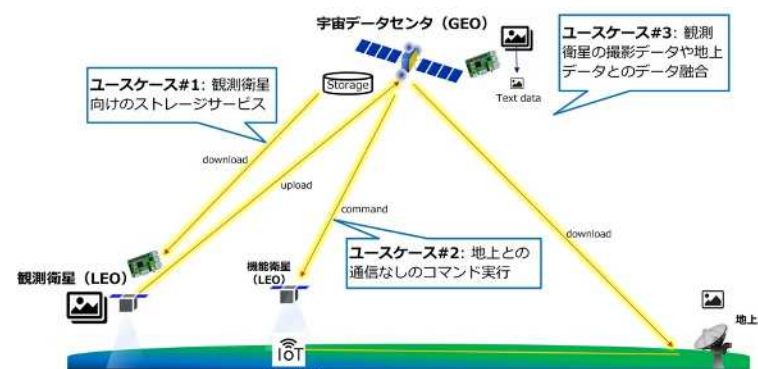 宇宙データセンタ（GEO）
ユースケース#3: 観測
衛星の撮影データや地上
データとのデータ融合
ユースケース#1: 観測衛星
向けのストレージサービス
Storage
Text data
download
upload
command
download
ユースケース#2: 地上との
通信なしのコマンド実行
観測衛星（LEO）
機能衛星
（LEO）
地上
IoT